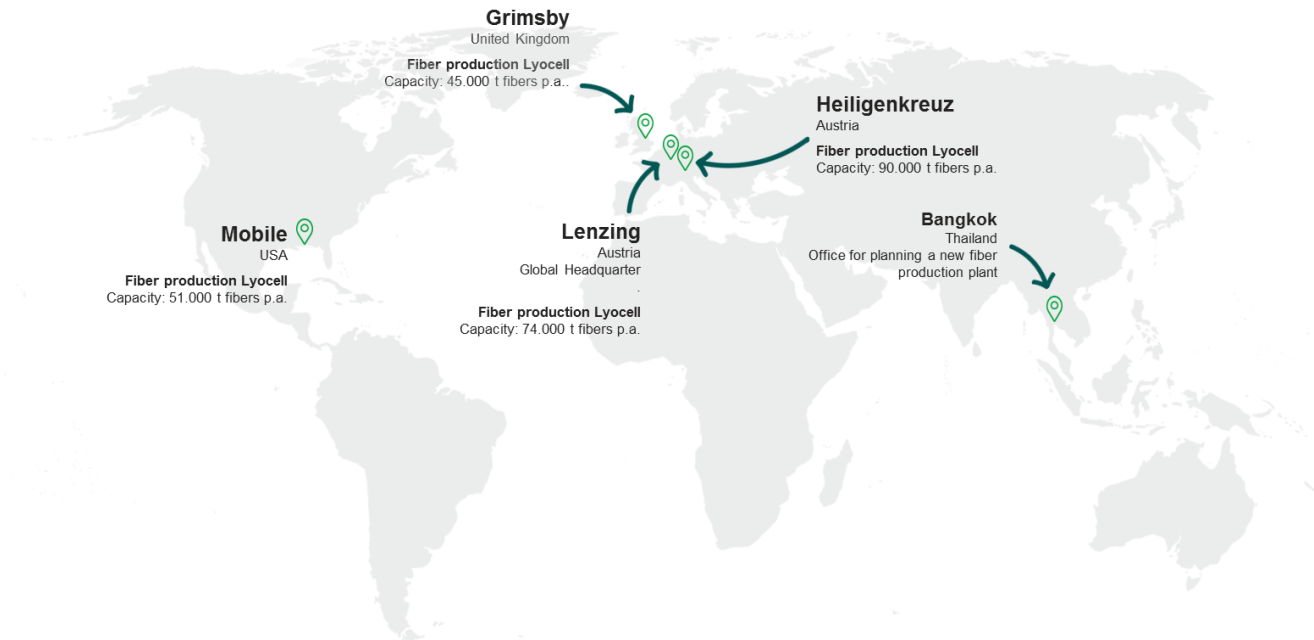 Grimsby
United Kingdom
Fiber production Lyocell
Capacity: 45.000 t fibers p.a..
Heiligenkreuz
Austria
Fiber production Lyocell
Capacity: 90.000 t fibers p.a.
Mobile
USA
Fiber production Lyocell
Capacity: 51.000 t fibers p.a.
Lenzing
Austria
Global Headquarter
.
Fiber production Lyocell
Capacity: 74.000 t fibers p.a.
Bangkok
Thailand
Office for planning a new fiber
production plant